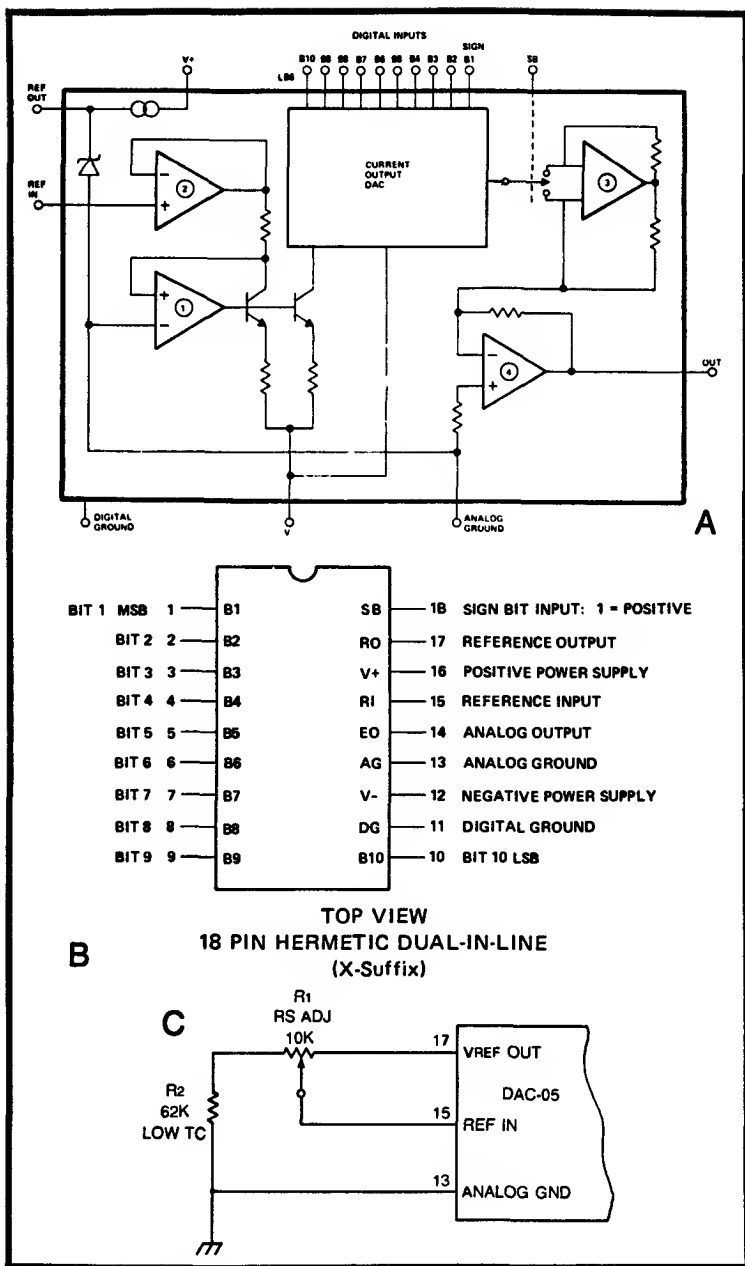 DIGITAL INPUTS
SIGN
V+
LBS B10 B9 B8 B7 B6 B5 B4 B3 B2 B1
SB
REF
OUT
CURRENT
OUTPUT
DAC
2
3
REF
IN
1
4
OUT
DIGITAL
GROUND
V
ANALOG
GROUND
A
BIT 1 MSB 1 B1
SB 18 SIGN BIT INPUT: 1 = POSITIVE
BIT 2 2 B2
RO 17 REFERENCE OUTPUT
BIT 3 3 B3
V+ 16 POSITIVE POWER SUPPLY
BIT 4 4 B4
RI 15 REFERENCE INPUT
BIT 5 5 B5
EO 14 ANALOG OUTPUT
BIT 6 6 B6
AG 13 ANALOG GROUND
BIT 7 7 B7
V- 12 NEGATIVE POWER SUPPLY
BIT 8 8 B8
DG 11 DIGITAL GROUND
BIT 9 9 B9
B10 10 BIT 10 LSB
TOP VIEW
18 PIN HERMETIC DUAL-IN-LINE
(X-Suffix)
B
C
R1
RS ADJ
10K
17
VREF OUT
R2
62K
LOW TC
DAC-05
15
REF IN
13
ANALOG GND